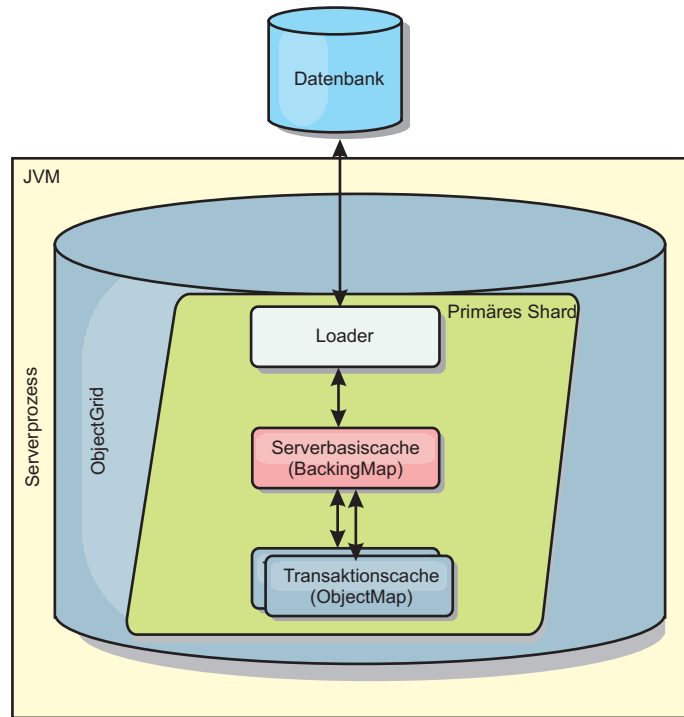 Datenbank
JVM
Primäres Shard
Loader
Serverprozess
ObjectGrid
Serverbasiscache
(BackingMap)
Transaktionscache
(ObjectMap)